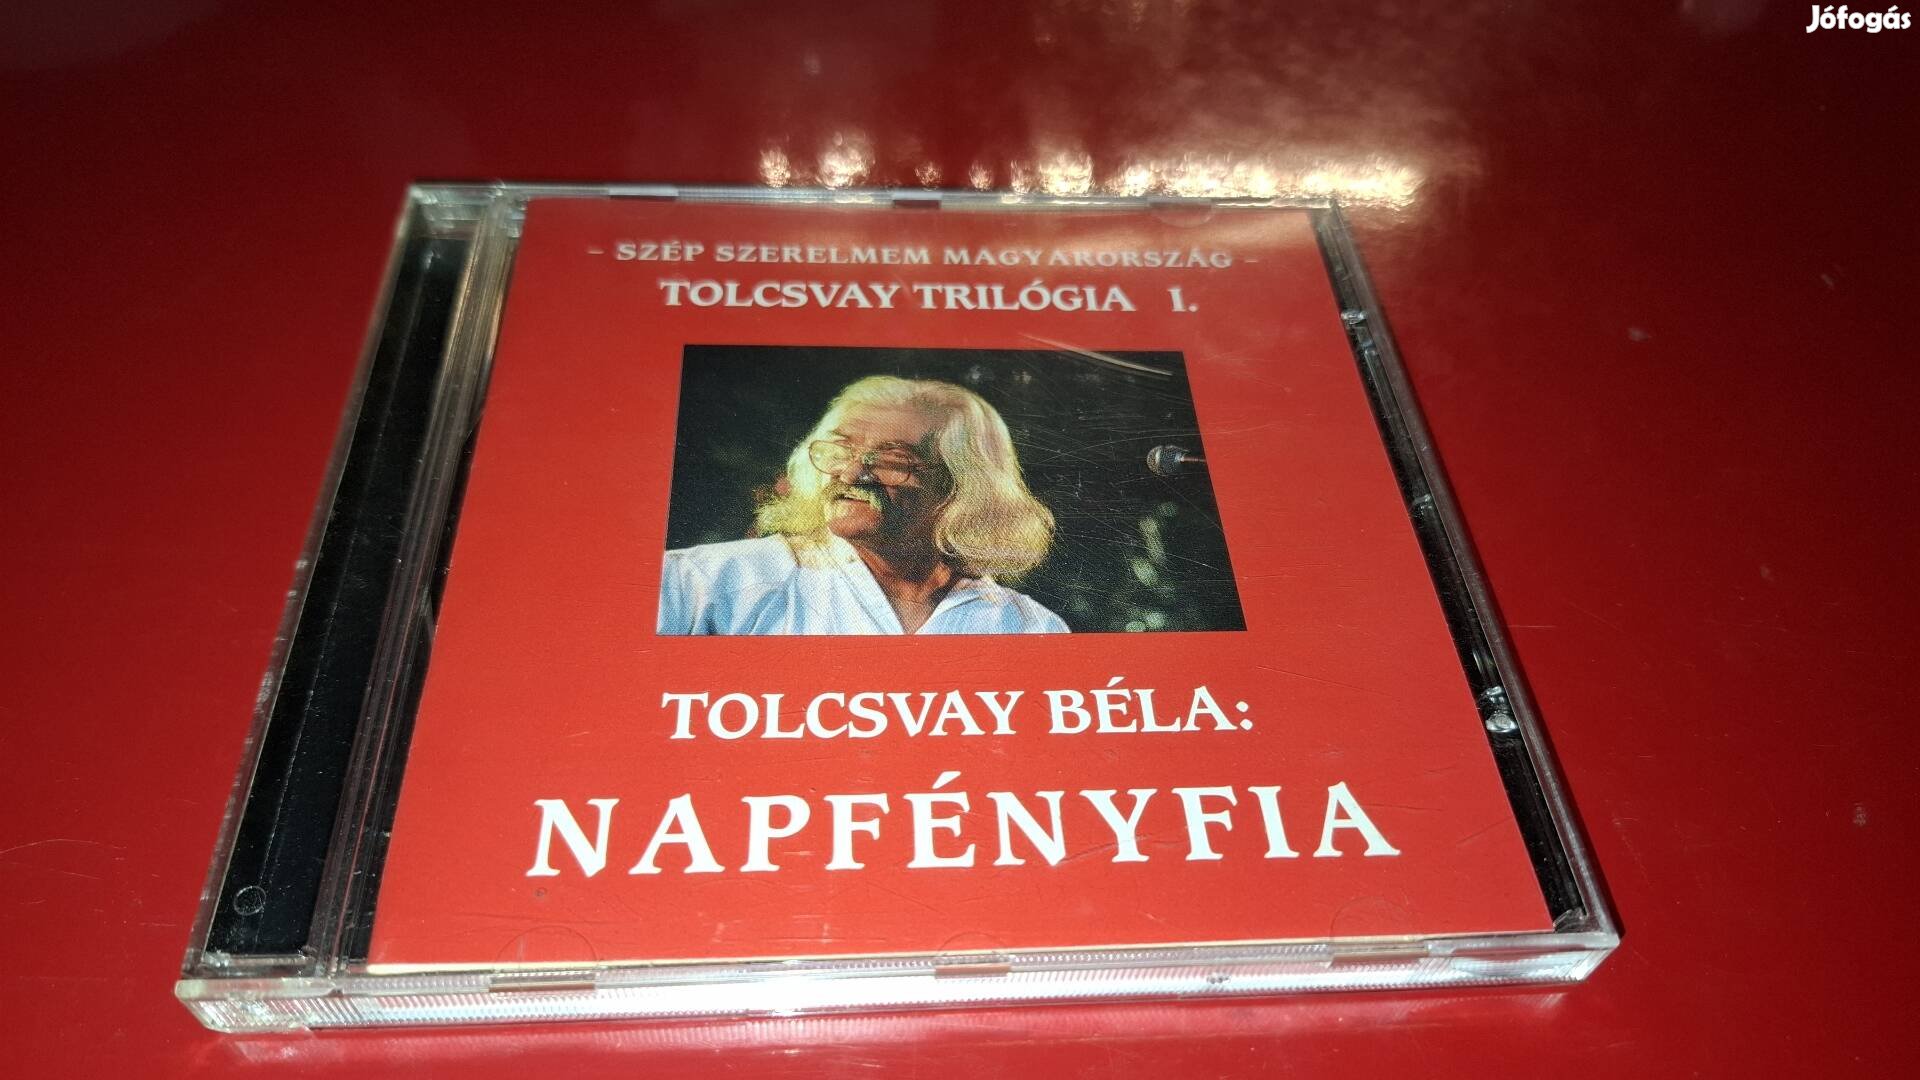 Jófogás
- SZÉP SZERELMEM MAGYARORSZÁG -
TOLCSVAY TRILÓGIA I.
TOLCSVAY BÉLA:
NAPFÉNYFIA